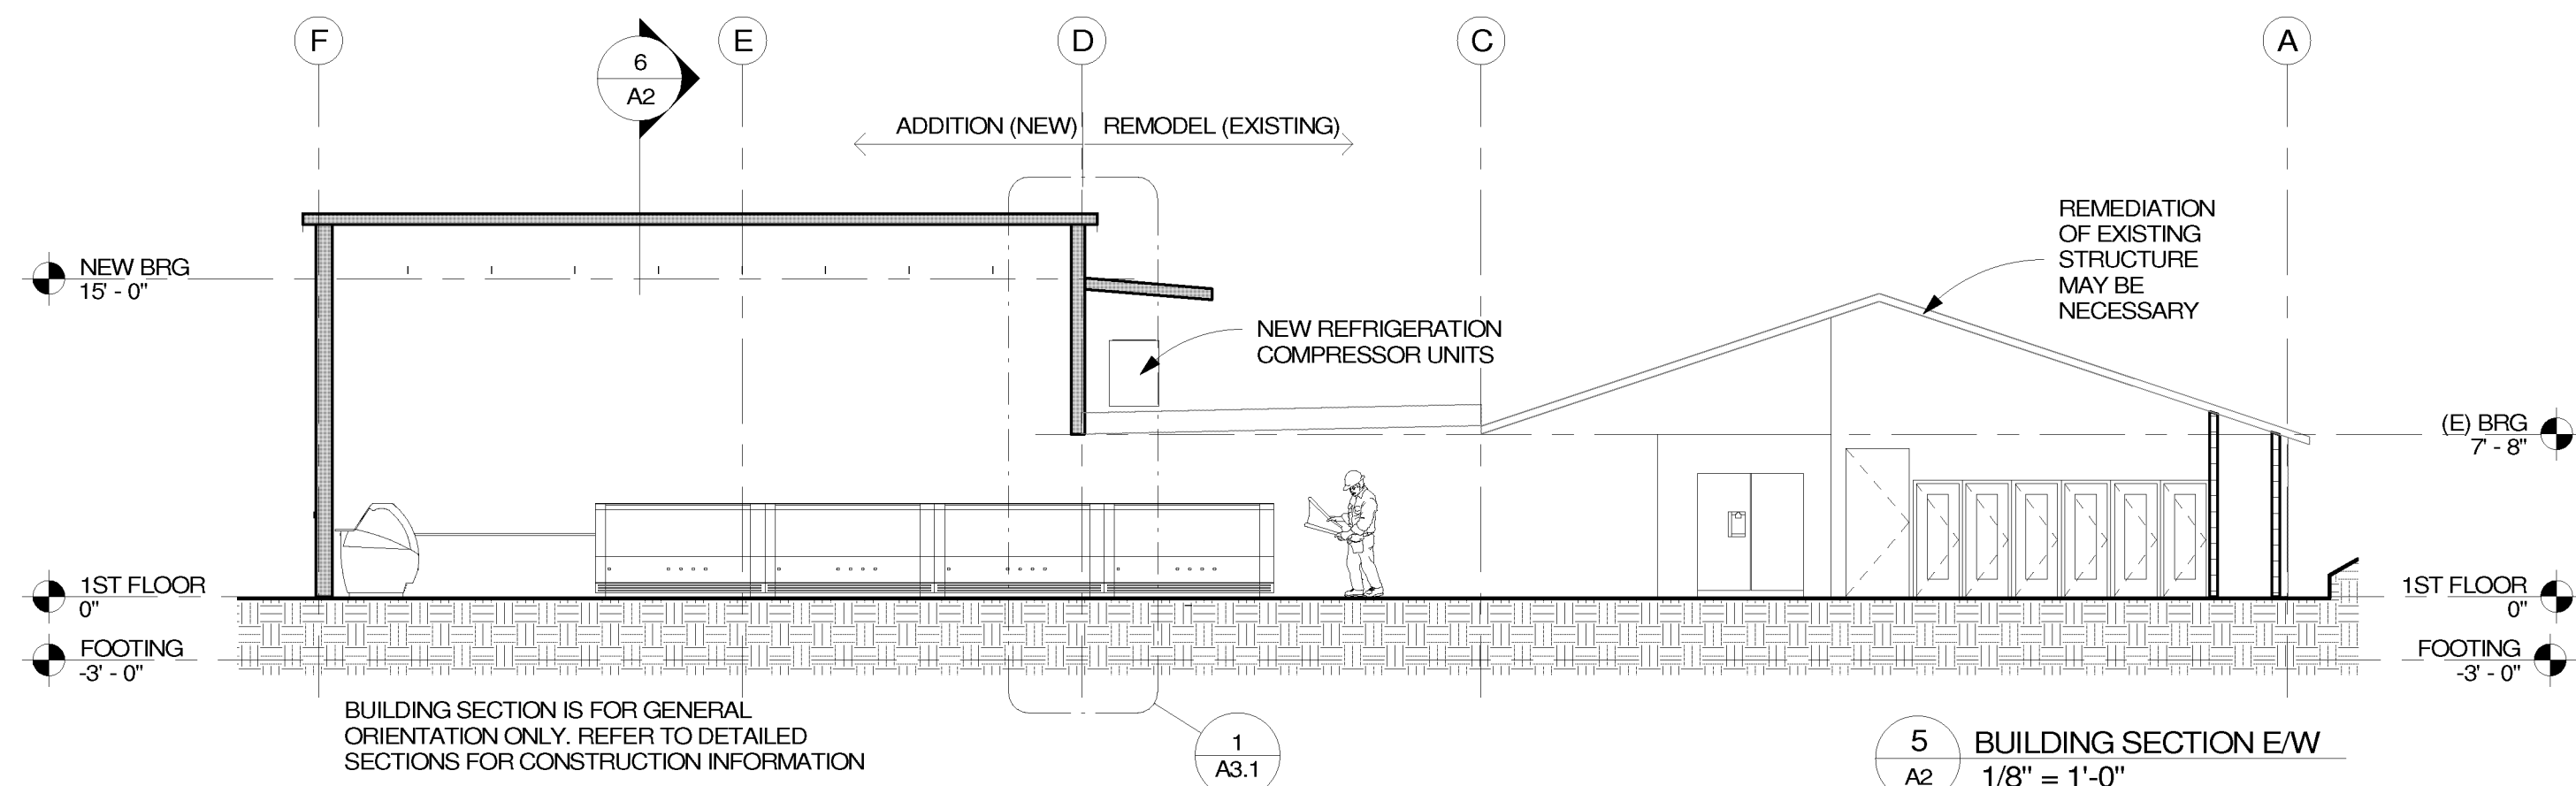 F
6
A2
E
D
C
A
ADDITION (NEW)
REMODEL (EXISTING)
REMEDIATION
OF EXISTING
STRUCTURE
MAY BE
NECESSARY
NEW BRG
15' - 0"
NEW REFRIGERATION
COMPRESSOR UNITS
(E) BRG
7' - 8"
1ST FLOOR
0"
1ST FLOOR
0"
FOOTING
-3' - 0"
FOOTING
-3' - 0"
BUILDING SECTION IS FOR GENERAL
ORIENTATION ONLY. REFER TO DETAILED
SECTIONS FOR CONSTRUCTION INFORMATION
1
A3.1
5
A2
BUILDING SECTION E/W
1/8" = 1'-0"